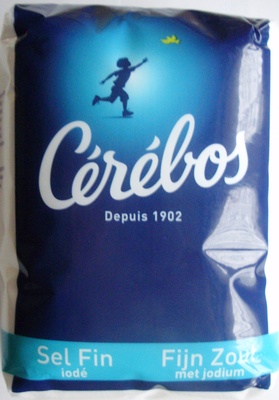 Cérébos
Depuis 1902
Sel Fin
iodé
Fijn Zout
met jodium